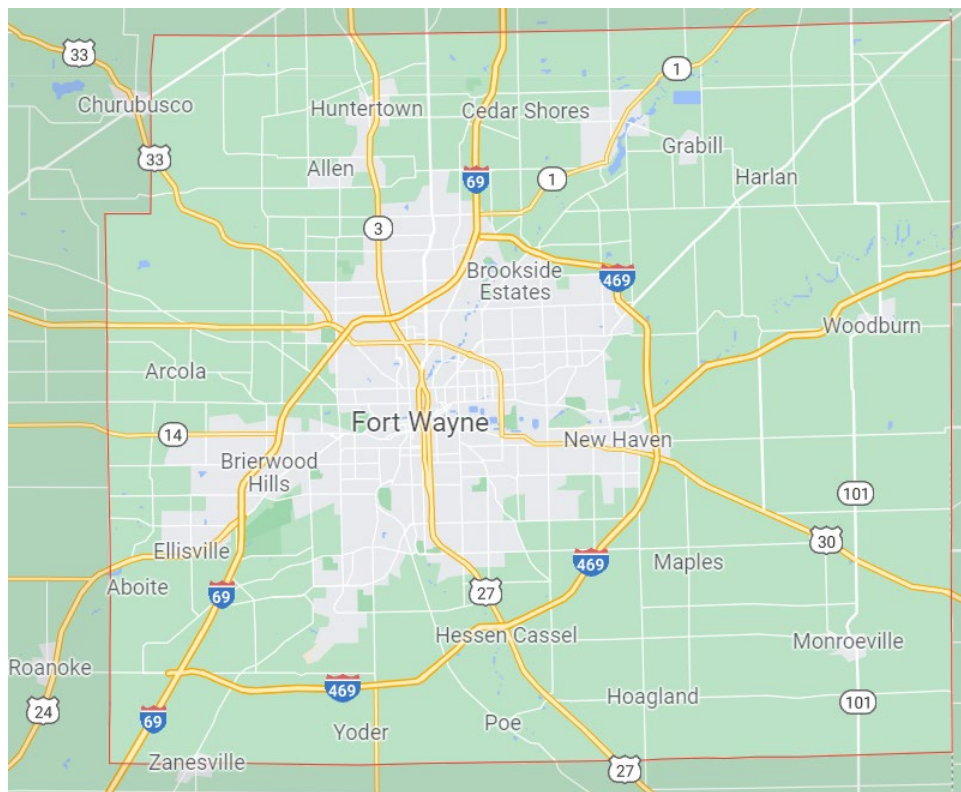 33
1
Churubusco
Huntertown
Cedar Shores
33
Grabill
Allen
69
1
Harlan
3
Brookside
Estates
469
Woodburn
Arcola
14
Fort Wayne
New Haven
Brierwood
Hills
101
Ellisville
30
Aboite
69
27
469
Maples
Hessen Cassel
Monroeville
Roanoke
469
Hoagland
24
69
Yoder
Poe
101
Zanesville
27